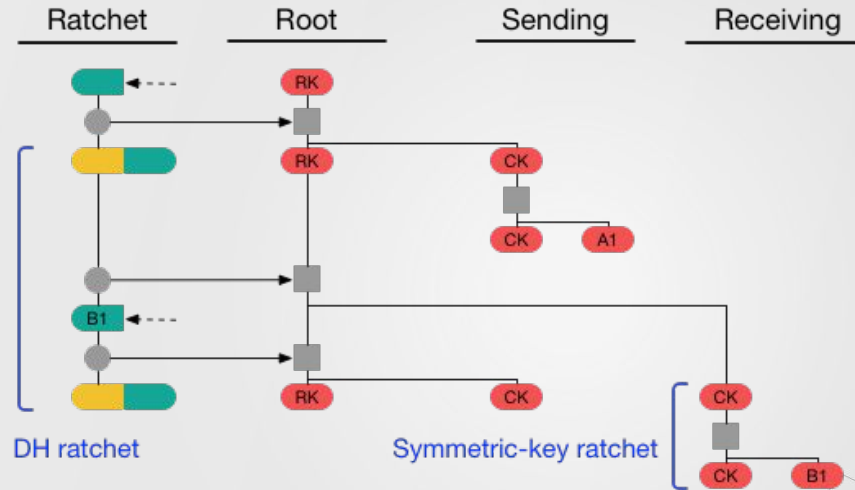 Ratchet Root Sending Receiving
RK
RK CK
CK A1
B1
RK CK CK
DH ratchet Symmetric-key ratchet
CK B1